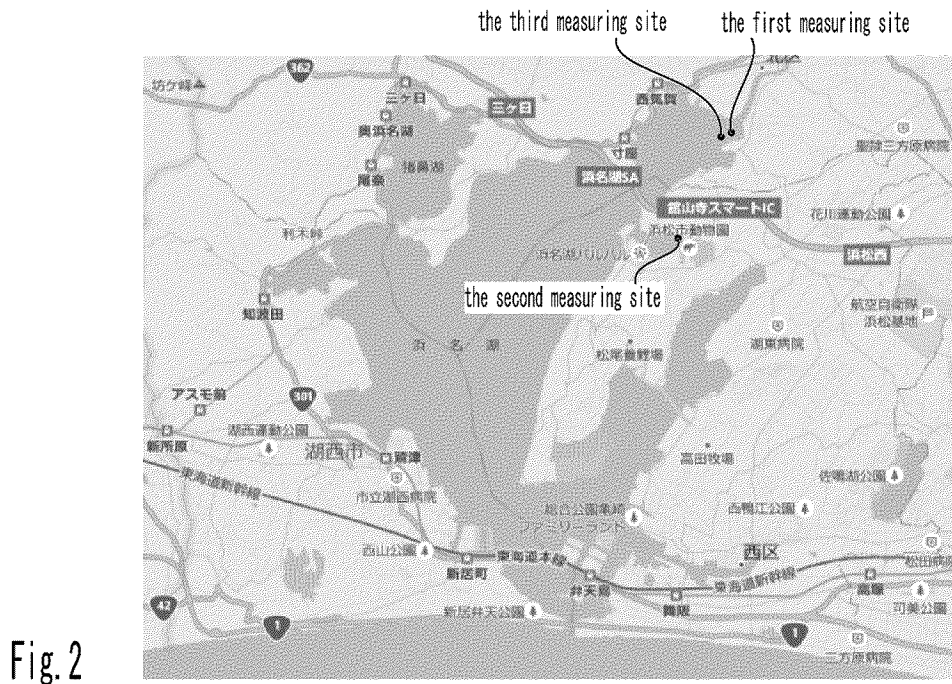 the third measuring site
the first measuring site
北区
362
坊ケ峰
三ヶ日
三ヶ日
西気賀
奥浜名湖
寸座
聖隷三方原病院
猪鼻湖
尾奈
浜名湖SA
舘山寺スマートIC
花川運動公園
利木峠
浜松市動物園
浜名湖パルパル
浜松西
the second measuring site
知波田
航空自衛隊
浜松基地
湖東病院
浜名湖
松尾養鯉場
アスモ前
301
湖西運動公園
新所原
湖西市
鷲津
高田牧場
佐鳴湖公園
東海道新幹線
市立湖西病院
総合公園渚園
ファミリーランド
西鴨江公園
西山公園
東海道本線
西区
松田病院
新居町
弁天島
東海道新幹線
高塚
舞阪
42
新居弁天公園
可美公園
1
1
三方原病院
Fig. 2